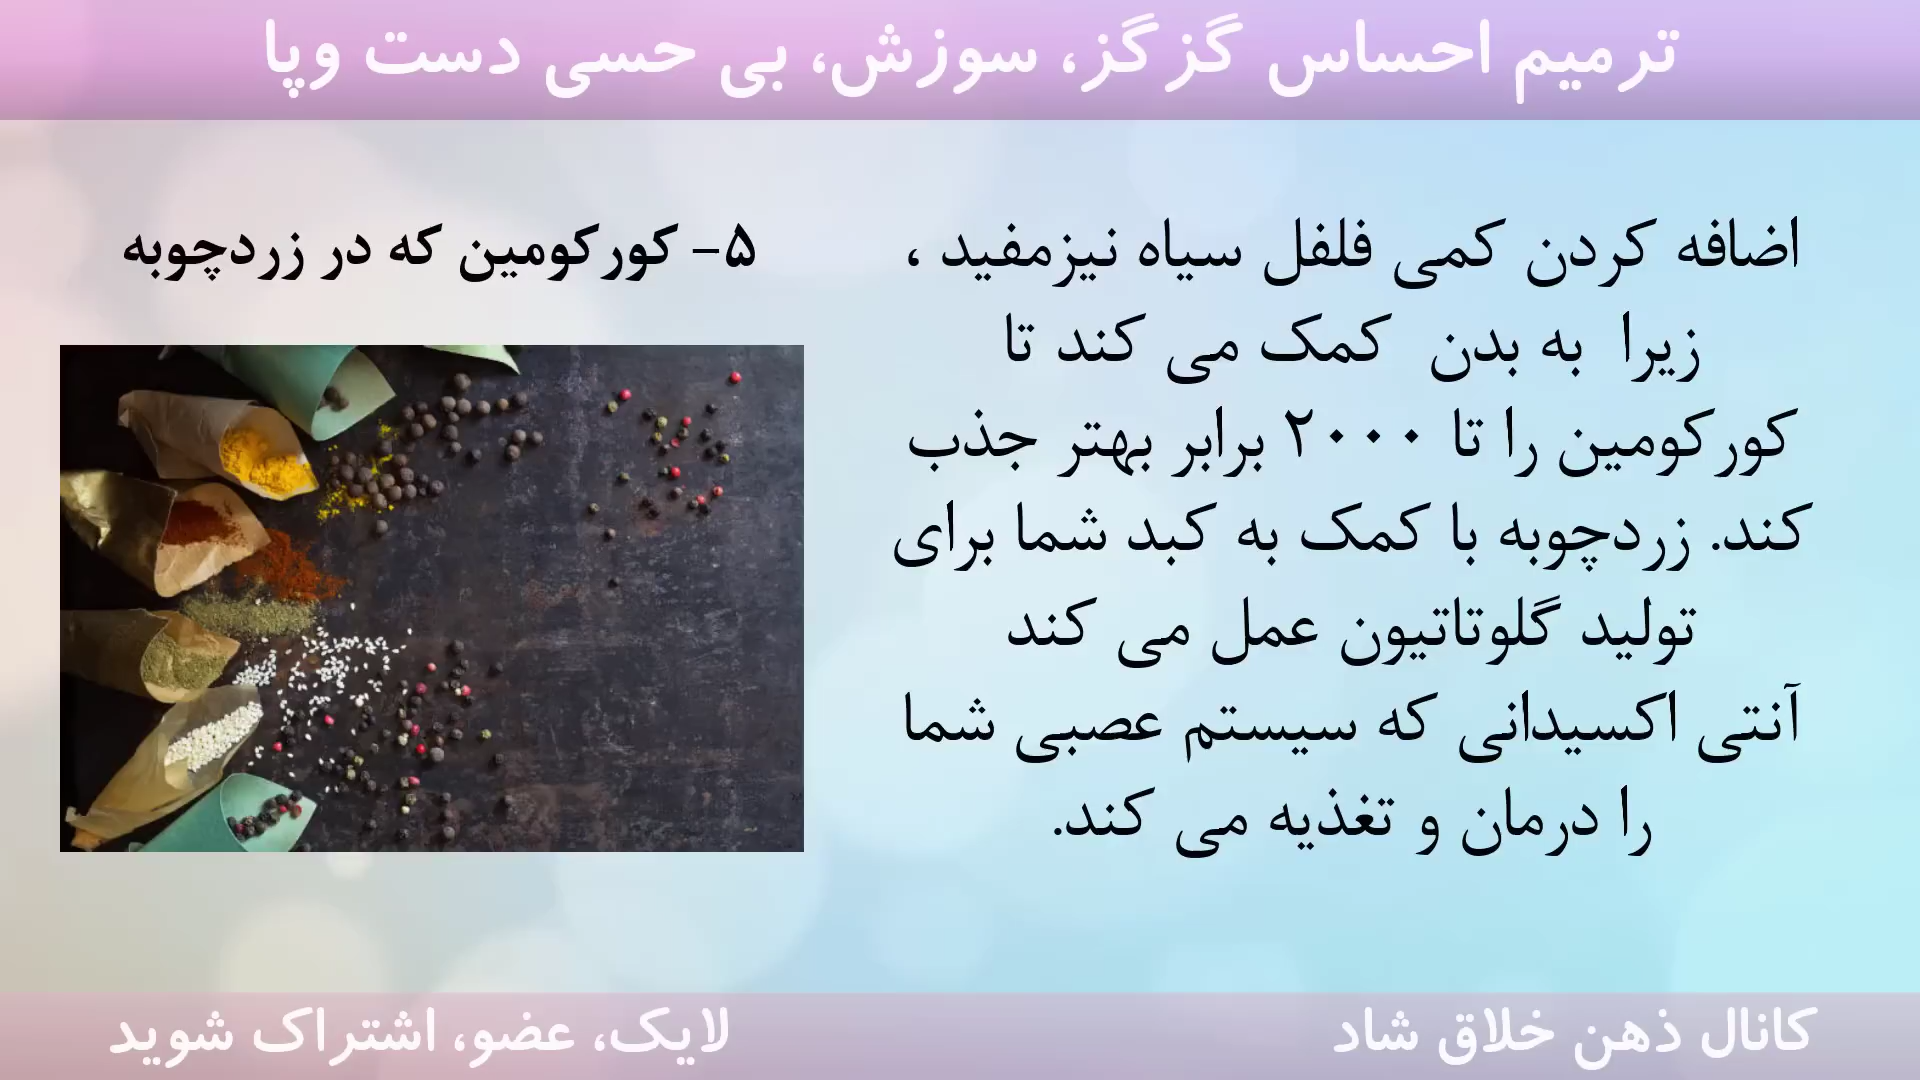 ترمیم احساس گزگز، سوزش، بی حسی دست وپا
۵- کورکومین که در زردچوبه
اضافه کردن کمی فلفل سیاه نیزمفید ،
زیرا به بدن کمک می کند تا
کورکومین را تا ۲۰۰۰ برابر بهتر جذب
کند. زردچوبه با کمک به کبد شما برای
تولید گلوتاتیون عمل می کند
آنتی اکسیدانی که سیستم عصبی شما
را درمان و تغذیه می کند.
کانال ذهن خلاق شاد
لایک، عضو، اشتراک شوید